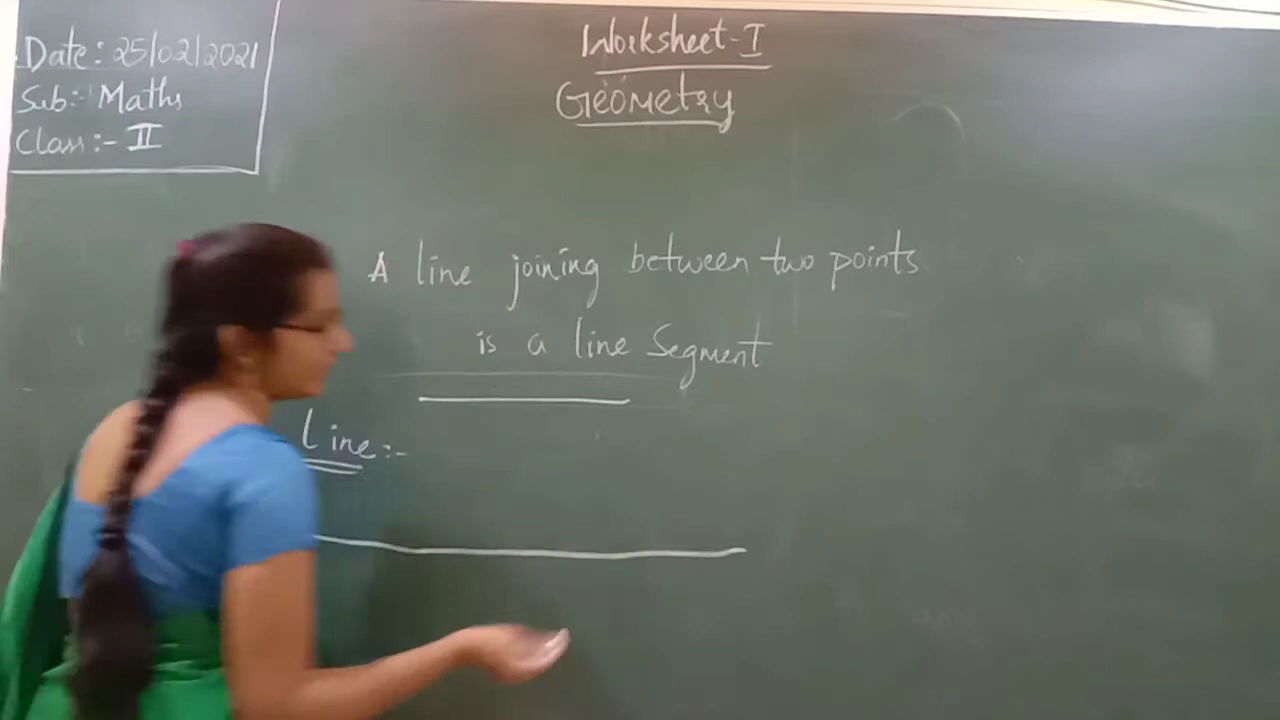 Date: 25/02/2021
Sub:- Maths
Class:- II
Worksheet-I
Geometry
A line joining between two points
is a line Segment
Line:-